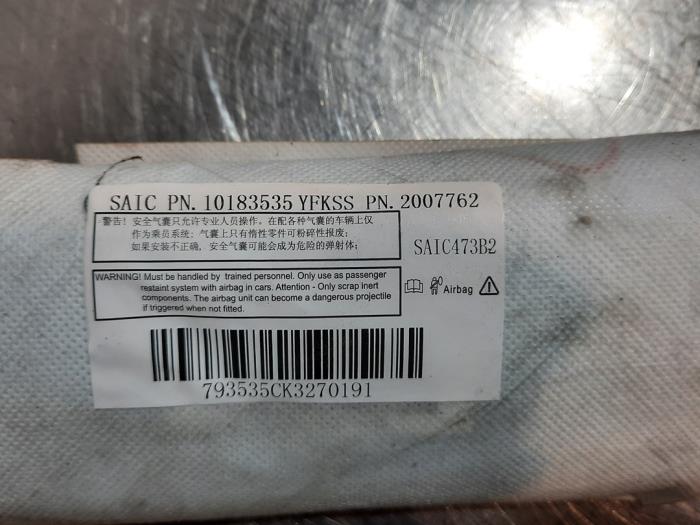 SAIC PN. 10183535 YFKSS PN. 2007762
警告! 安全气囊只允许专业人员操作。在配各种气囊的车辆上仅
作为乘员系统: 气囊上只有惰性零件可粉碎性报废;
如果安装不正确, 安全气囊可能会成为危险的弹射体;
SAIC473B2
WARNING! Must be handled by trained personnel. Only use as passenger
restaint system with airbag in cars. Attention - Only scrap inert
components. The airbag unit can become a dangerous projectile
if triggered when not fitted.
Airbag
793535CK3270191